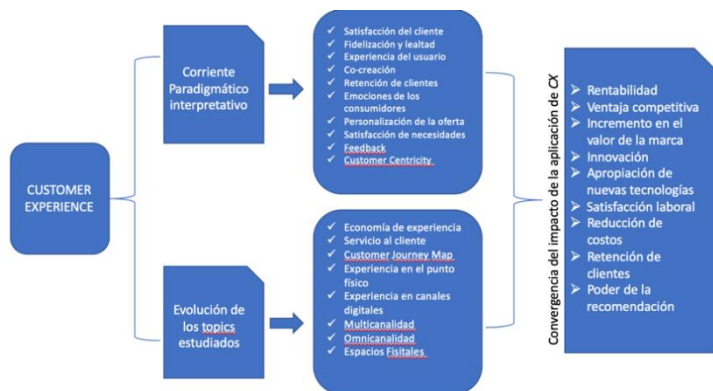 CUSTOMER
EXPERIENCE
Corriente
Paradigmático
interpretativo
Satisfacción del cliente
Fidelización y lealtad
Experiencia del usuario
Co-creación
Retención de clientes
Emociones de los
consumidores
Personalización de la oferta
Satisfacción de necesidades
Feedback
Customer Centricity
Evolución de
los topics
estudiados
Economía de experiencia
Servicio al cliente
Customer Journey Map
Experiencia en el punto
físico
Experiencia en canales
digitales
Multicanalidad
Omnicanalidad
Espacios Fisitales
Convergencia del impacto de la aplicación de CX
Rentabilidad
Ventaja competitiva
Incremento en el
valor de la marca
Innovación
Apropiación de
nuevas tecnologías
Satisfacción laboral
Reducción de
costos
Retención de
clientes
Poder de la
recomendación